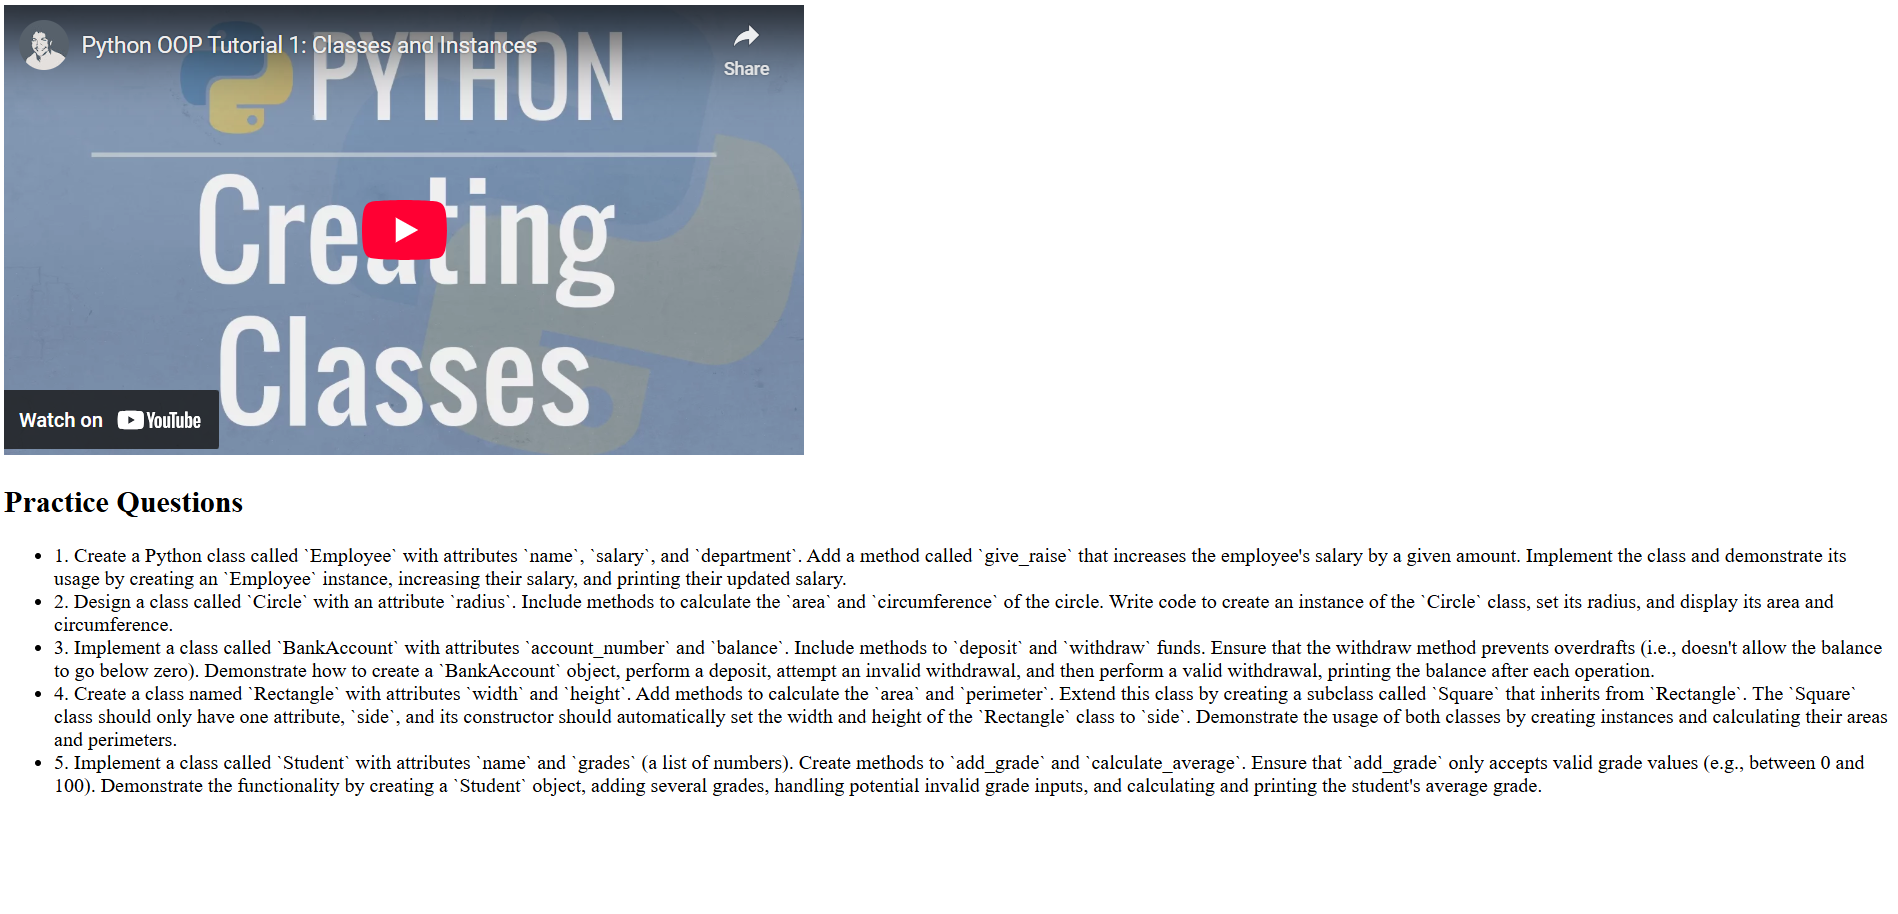 Python OOP Tutorial 1: Classes and Instances
Share
PYTHON
Creating
Classes
Watch on YouTube
Practice Questions
1. Create a Python class called `Employee` with attributes `name`, `salary`, and `department`. Add a method called `give_raise` that increases the employee's salary by a given amount. Implement the class and demonstrate its
usage by creating an `Employee` instance, increasing their salary, and printing their updated salary.
2. Design a class called `Circle` with an attribute `radius`. Include methods to calculate the `area` and `circumference` of the circle. Write code to create an instance of the `Circle` class, set its radius, and display its area and
circumference.
3. Implement a class called `BankAccount` with attributes `account_number` and `balance`. Include methods to `deposit` and `withdraw` funds. Ensure that the withdraw method prevents overdrafts (i.e., doesn't allow the balance
to go below zero). Demonstrate how to create a `BankAccount` object, perform a deposit, attempt an invalid withdrawal, and then perform a valid withdrawal, printing the balance after each operation.
4. Create a class named `Rectangle` with attributes `width` and `height`. Add methods to calculate the `area` and `perimeter`. Extend this class by creating a subclass called `Square` that inherits from `Rectangle`. The `Square`
class should only have one attribute, `side`, and its constructor should automatically set the width and height of the `Rectangle` class to `side`. Demonstrate the usage of both classes by creating instances and calculating their areas
and perimeters.
5. Implement a class called `Student` with attributes `name` and `grades` (a list of numbers). Create methods to `add_grade` and `calculate_average`. Ensure that `add_grade` only accepts valid grade values (e.g., between 0 and
100). Demonstrate the functionality by creating a `Student` object, adding several grades, handling potential invalid grade inputs, and calculating and printing the student's average grade.